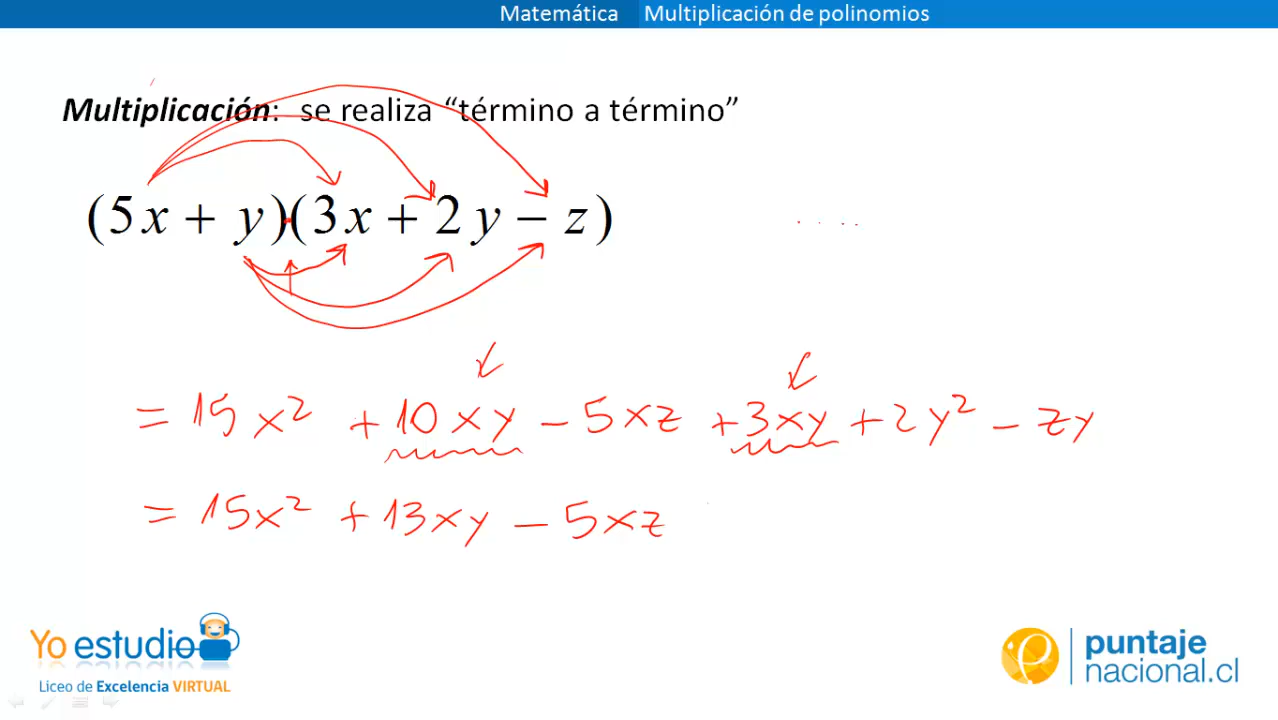 Matemática Multiplicación de polinomios
Multiplicación: se realiza “término a término”
(5x + y)(3x + 2y − z)
= 15x² + 10xy − 5xz + 3xy + 2y² − zy
= 15x² + 13xy − 5xz
Yo estudio
Liceo de Excelencia VIRTUAL
puntaje
nacional.cl